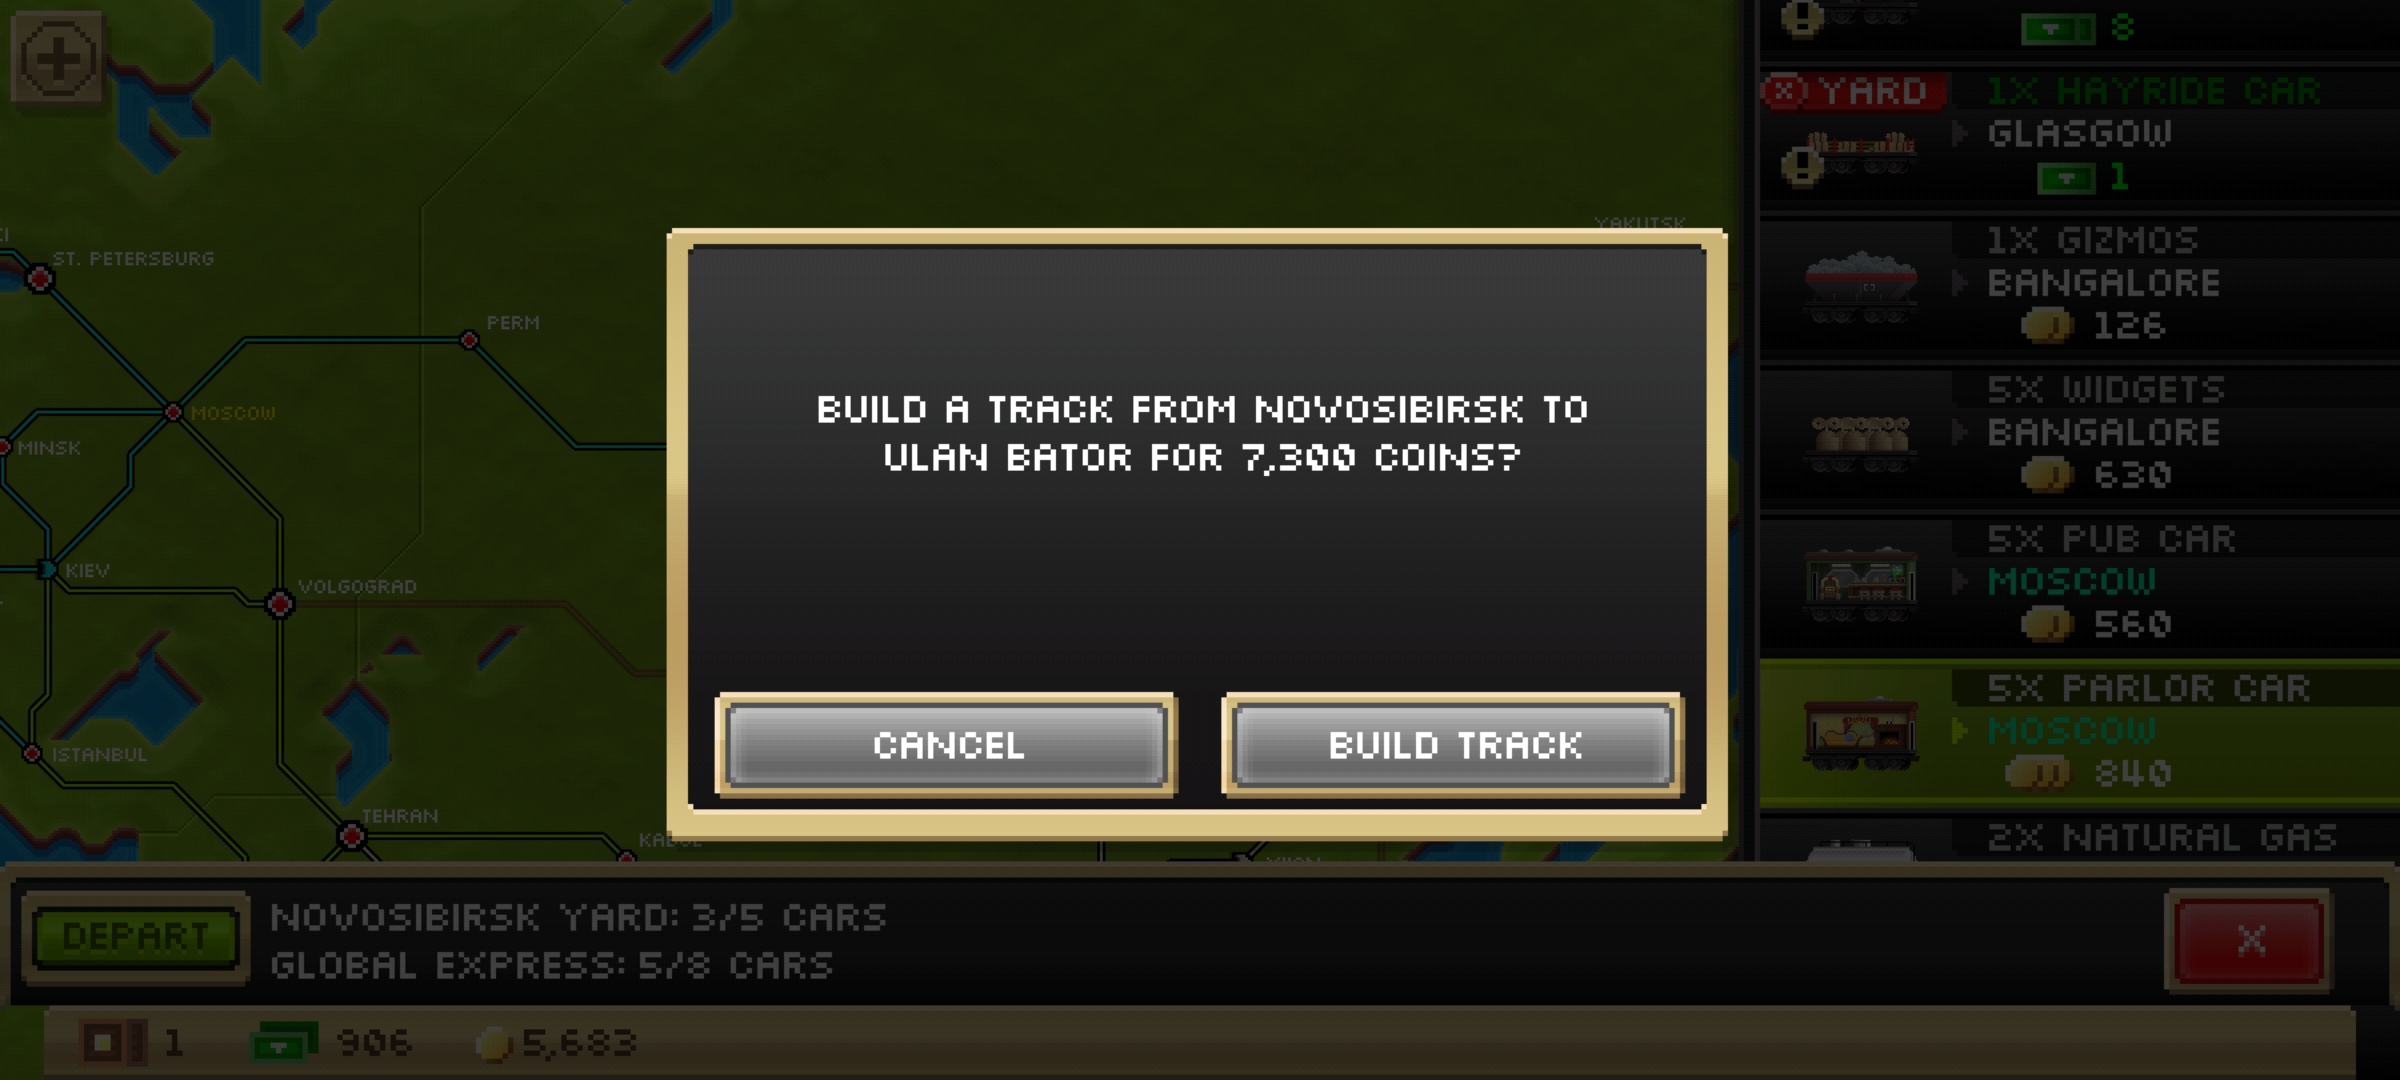 8
YARD
1X HAYRIDE CAR
GLASGOW
1
YAKUTSK
1X GIZMOS
BANGALORE
126
ST. PETERSBURG
PERM
MOSCOW
MINSK
KIEV
VOLGOGRAD
ISTANBUL
TEHRAN
BUILD A TRACK FROM NOVOSIBIRSK TO
ULAN BATOR FOR 7,300 COINS?
CANCEL
BUILD TRACK
5X WIDGETS
BANGALORE
630
5X PUB CAR
MOSCOW
560
5X PARLOR CAR
MOSCOW
840
2X NATURAL GAS
KABUL
DEPART
NOVOSIBIRSK YARD: 3/5 CARS
GLOBAL EXPRESS: 5/8 CARS
X
1
906
5,683